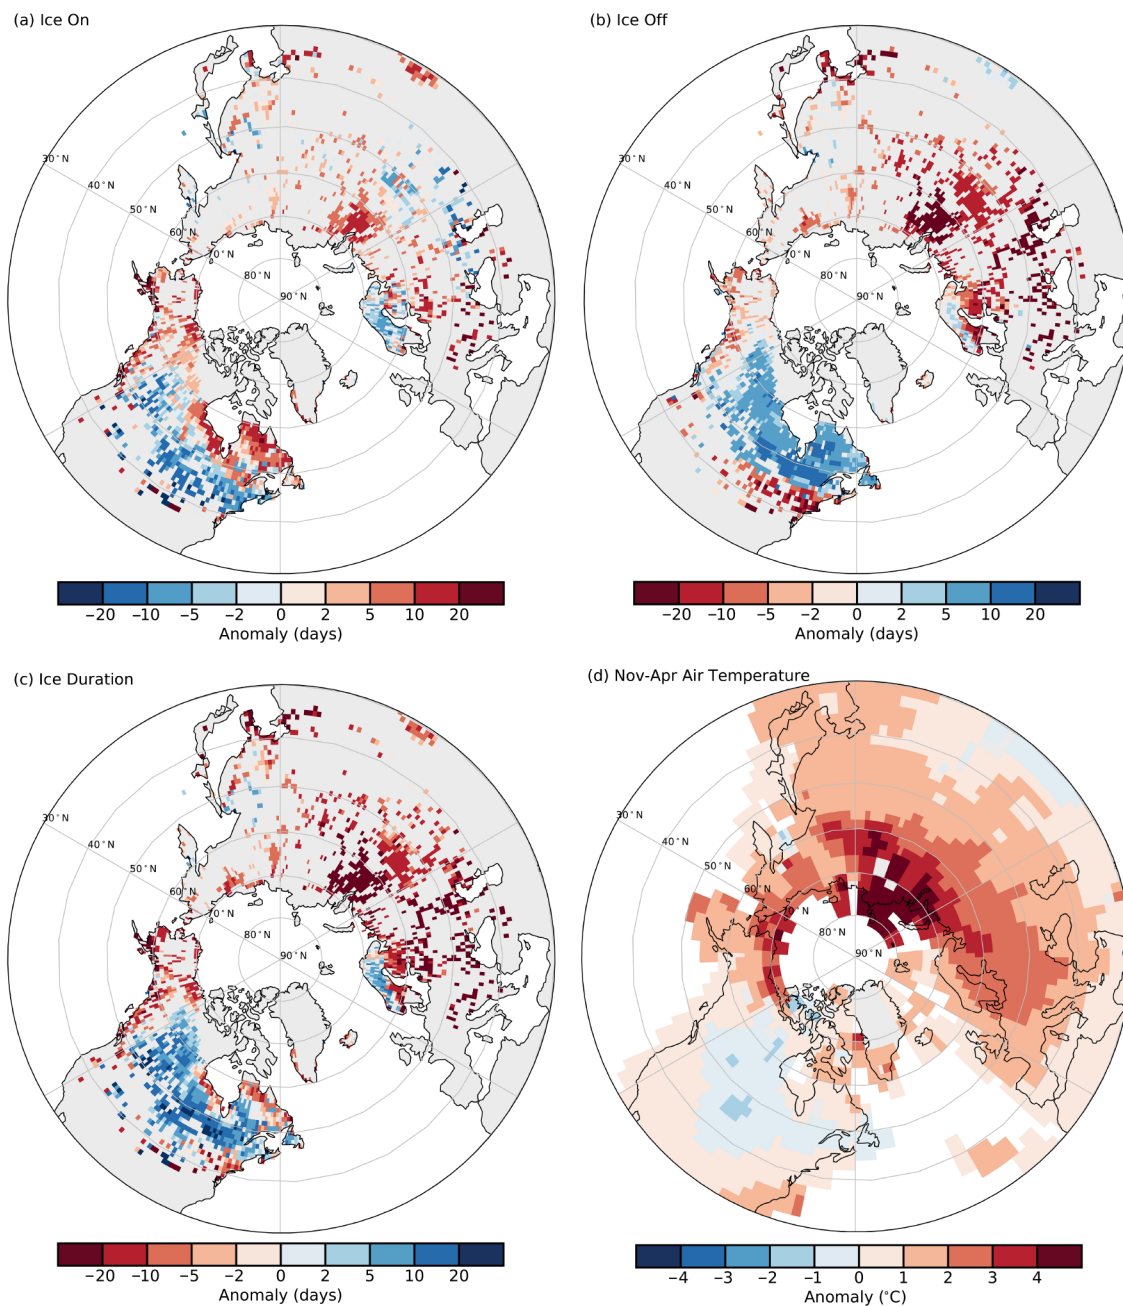 (a) Ice On
(b) Ice Off
30°N
40°N
50°N
60°N
70°N
80°N
90°N
30°N
40°N
50°N
60°N
70°N
80°N
90°N
−20 −10 −5 −2 0 2 5 10 20
Anomaly (days)
−20 −10 −5 −2 0 2 5 10 20
Anomaly (days)
(c) Ice Duration
(d) Nov-Apr Air Temperature
30°N
40°N
50°N
60°N
70°N
80°N
90°N
30°N
40°N
50°N
60°N
70°N
80°N
90°N
−20 −10 −5 −2 0 2 5 10 20
Anomaly (days)
−4 −3 −2 −1 0 1 2 3 4
Anomaly (°C)